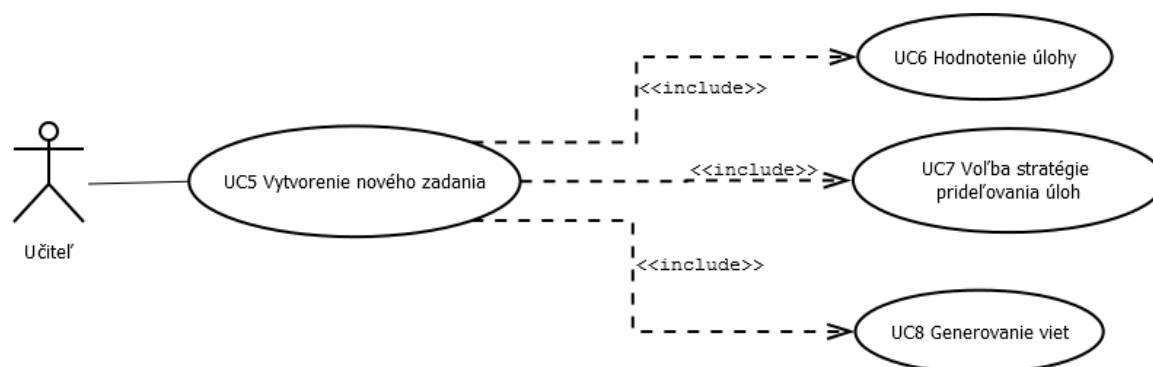 UC6 Hodnotenie úlohy
<<include>>
UC5 Vytvorenie nového zadania
<<include>>
UC7 Voľba stratégie
prideľovania úloh
Učiteľ
<<include>>
UC8 Generovanie viet